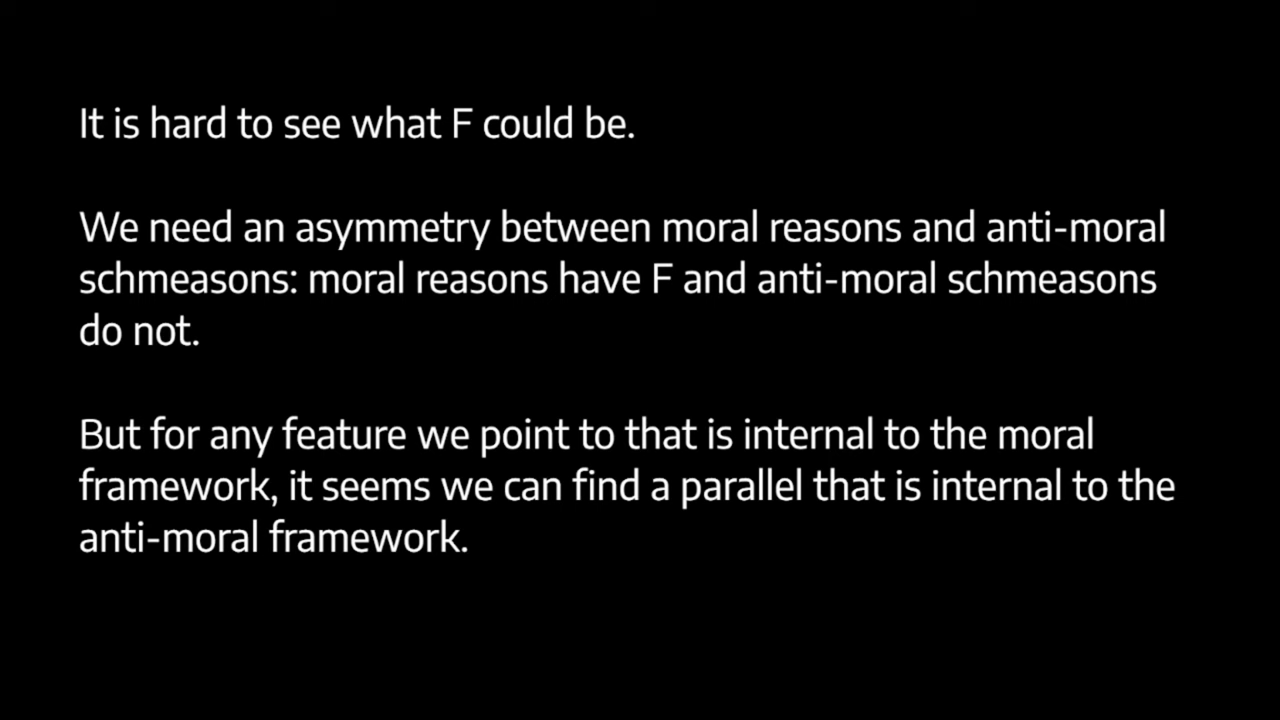 It is hard to see what F could be.
We need an asymmetry between moral reasons and anti-moral
schmeasons: moral reasons have F and anti-moral schmeasons
do not.
But for any feature we point to that is internal to the moral
framework, it seems we can find a parallel that is internal to the
anti-moral framework.